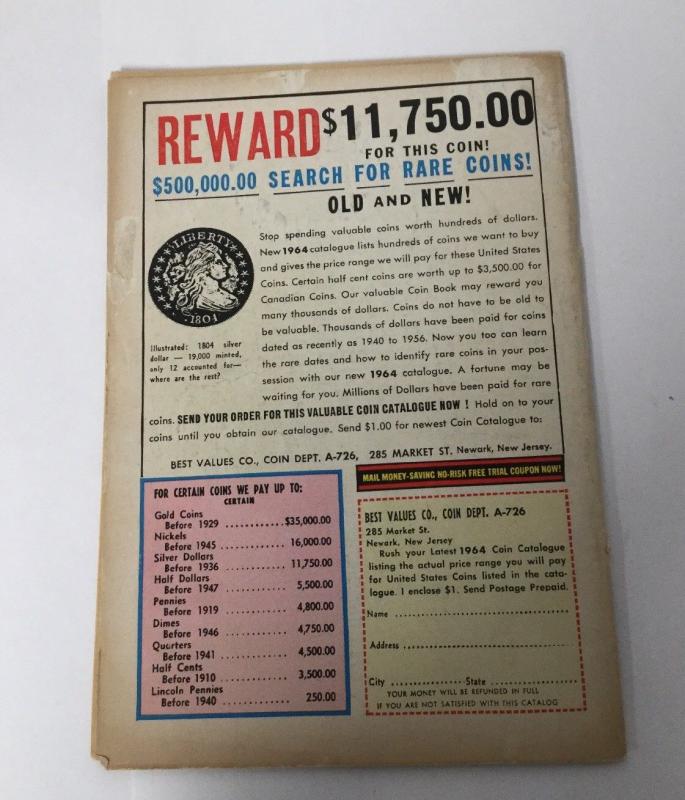 REWARD $11,750.00
FOR THIS COIN!
$500,000.00 SEARCH FOR RARE COINS!
OLD AND NEW!
LIBERTY
1804
Illustrated: 1804 silver
dollar — 19,000 minted,
only 12 accounted for—
where are the rest?
Stop spending valuable coins worth hundreds of dollars.
New 1964 catalogue lists hundreds of coins we want to buy
and gives the price range we will pay for these United States
Coins. Certain half cent coins are worth up to $3,500.00 for
Canadian Coins. Our valuable Coin Book may reward you
many thousands of dollars. Coins do not have to be old to
be valuable. Thousands of dollars have been paid for coins
dated as recently as 1940 to 1956. Now you too can learn
the rare dates and how to identify rare coins in your pos-
session with our new 1964 catalogue. A fortune may be
waiting for you. Millions of Dollars have been paid for rare
coins. SEND YOUR ORDER FOR THIS VALUABLE COIN CATALOGUE NOW ! Hold on to your
coins until you obtain our catalogue. Send $1.00 for newest Coin Catalogue to:
BEST VALUES CO., COIN DEPT. A-726, 285 MARKET ST. Newark, New Jersey.
FOR CERTAIN COINS WE PAY UP TO:
CERTAIN
Gold Coins
Before 1929 ............$35,000.00
Nickels
Before 1945 ............ 16,000.00
Silver Dollars
Before 1936 ............ 11,750.00
Half Dollars
Before 1947 ............ 5,500.00
Pennies
Before 1919 ............ 4,800.00
Dimes
Before 1946 ............ 4,750.00
Quarters
Before 1941 ............ 4,500.00
Half Cents
Before 1910 ............ 3,500.00
Lincoln Pennies
Before 1940 ............ 250.00
MAIL MONEY-SAVING NO-RISK FREE TRIAL COUPON NOW!
BEST VALUES CO., COIN DEPT. A-726
285 Market St.
Newark, New Jersey
Rush your Latest 1964 Coin Catalogue
listing the actual price range you will pay
for United States Coins listed in the cata-
logue. I enclose $1. Send Postage Prepaid.
Name
Address
City State
YOUR MONEY WILL BE REFUNDED IN FULL
IF YOU ARE NOT SATISFIED WITH THIS CATALOG